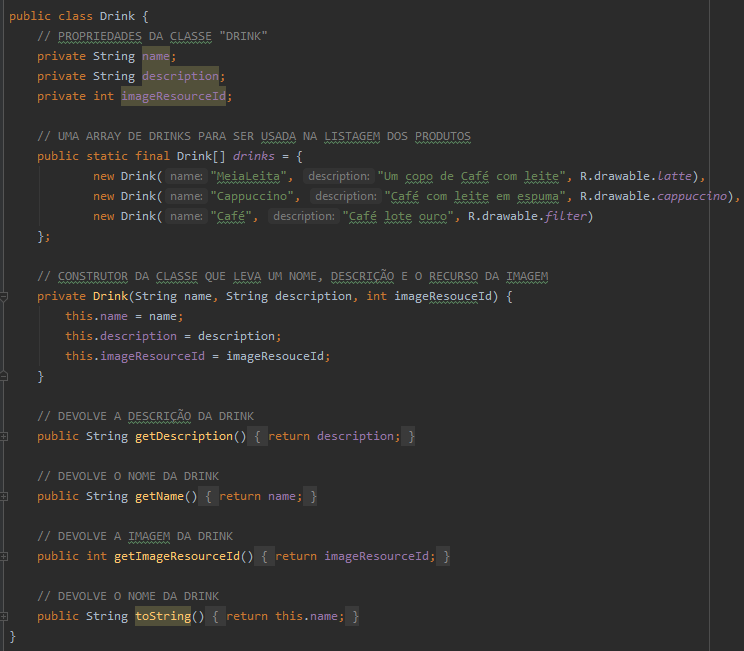 public class Drink {
// PROPRIEDADES DA CLASSE "DRINK"
private String name;
private String description;
private int imageResourceId;
// UMA ARRAY DE DRINKS PARA SER USADA NA LISTAGEM DOS PRODUTOS
public static final Drink[] drinks = {
new Drink( name: "MeiaLeita", description: "Um copo de Café com leite", R.drawable.latte),
new Drink( name: "Cappuccino", description: "Café com leite em espuma", R.drawable.cappuccino),
new Drink( name: "Café", description: "Café lote ouro", R.drawable.filter)
};
// CONSTRUTOR DA CLASSE QUE LEVA UM NOME, DESCRIÇÃO E O RECURSO DA IMAGEM
private Drink(String name, String description, int imageResouceId) {
this.name = name;
this.description = description;
this.imageResourceId = imageResouceId;
}
// DEVOLVE A DESCRIÇÃO DA DRINK
public String getDescription() { return description; }
// DEVOLVE O NOME DA DRINK
public String getName() { return name; }
// DEVOLVE A IMAGEM DA DRINK
public int getImageResourceId() { return imageResourceId; }
// DEVOLVE O NOME DA DRINK
public String toString() { return this.name; }
}